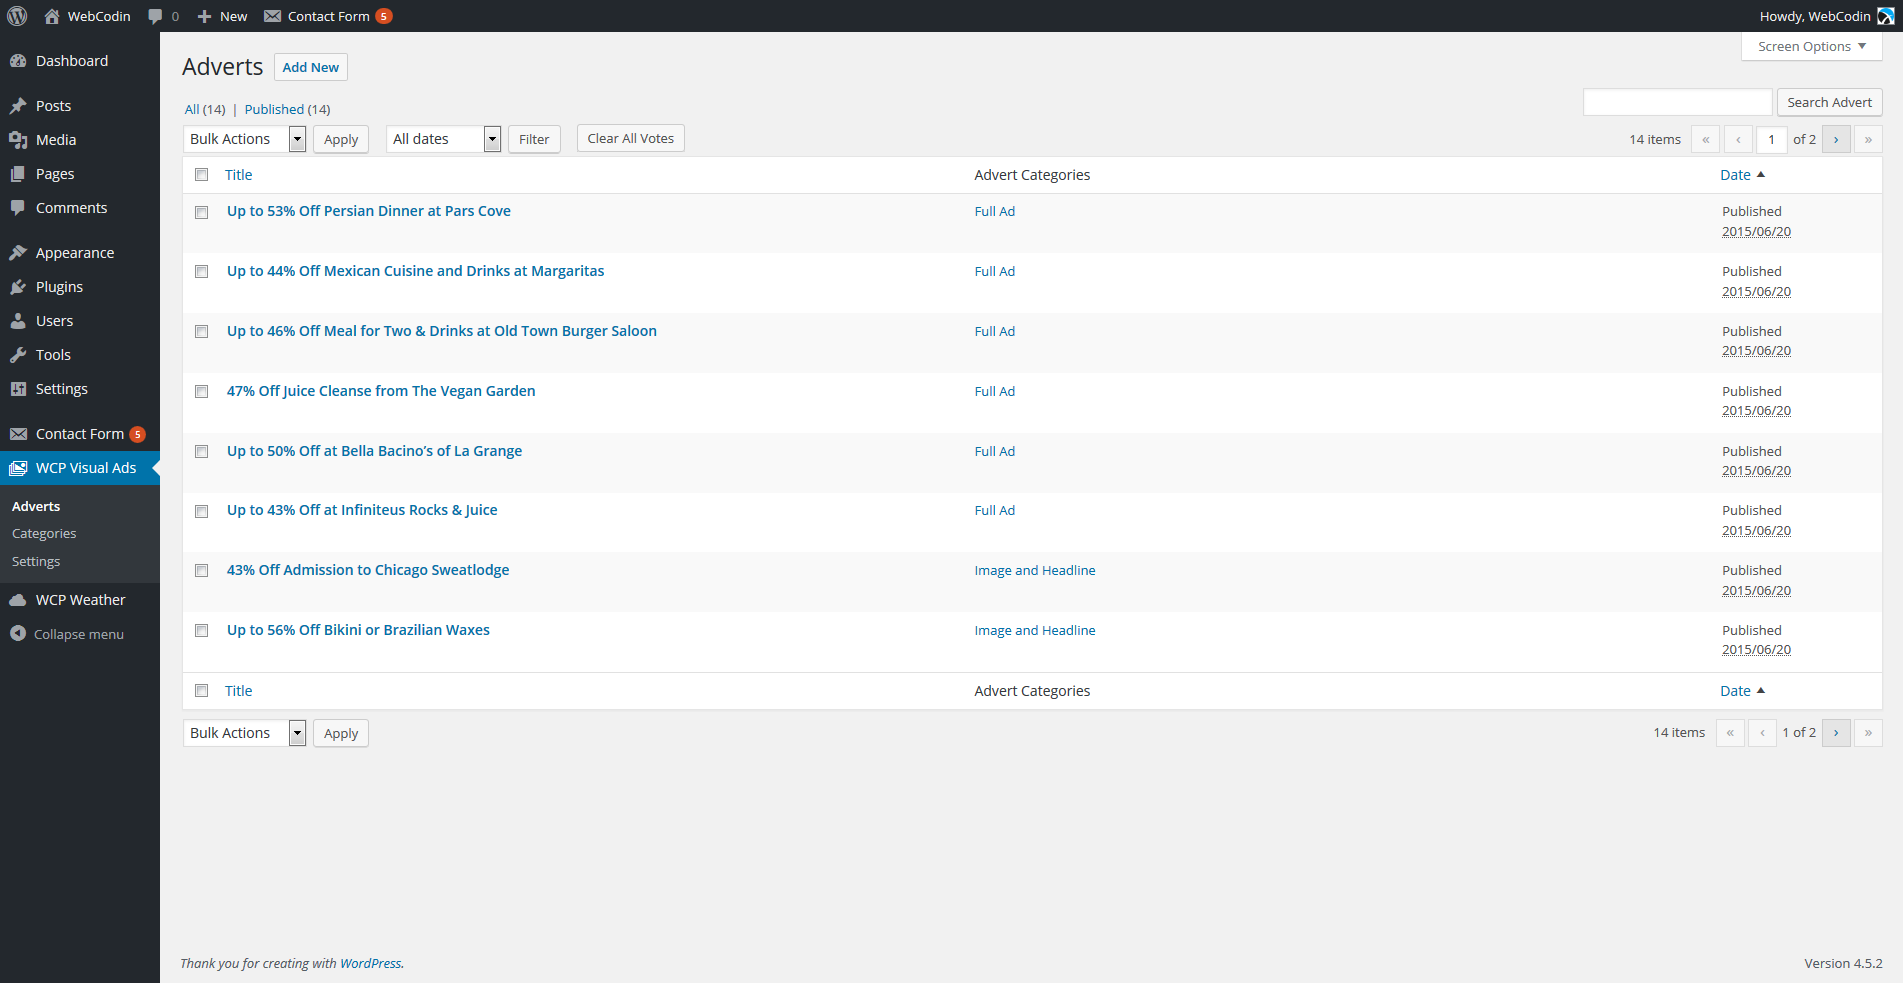 WebCodin 0 New Contact Form 5 Howdy, WebCodin
Dashboard
Posts
Media
Pages
Comments
Appearance
Plugins
Users
Tools
Settings
Contact Form 5
WCP Visual Ads
Adverts
Categories
Settings
WCP Weather
Collapse menu
Screen Options
Adverts Add New
All (14) | Published (14)
Search Advert
Bulk Actions Apply All dates Filter Clear All Votes 14 items « ‹ 1 of 2 › »
Title Advert Categories Date
Up to 53% Off Persian Dinner at Pars Cove Full Ad Published
2015/06/20
Up to 44% Off Mexican Cuisine and Drinks at Margaritas Full Ad Published
2015/06/20
Up to 46% Off Meal for Two & Drinks at Old Town Burger Saloon Full Ad Published
2015/06/20
47% Off Juice Cleanse from The Vegan Garden Full Ad Published
2015/06/20
Up to 50% Off at Bella Bacino’s of La Grange Full Ad Published
2015/06/20
Up to 43% Off at Infiniteus Rocks & Juice Full Ad Published
2015/06/20
43% Off Admission to Chicago Sweatlodge Image and Headline Published
2015/06/20
Up to 56% Off Bikini or Brazilian Waxes Image and Headline Published
2015/06/20
Title Advert Categories Date
Bulk Actions Apply 14 items « ‹ 1 of 2 › »
Thank you for creating with WordPress. Version 4.5.2